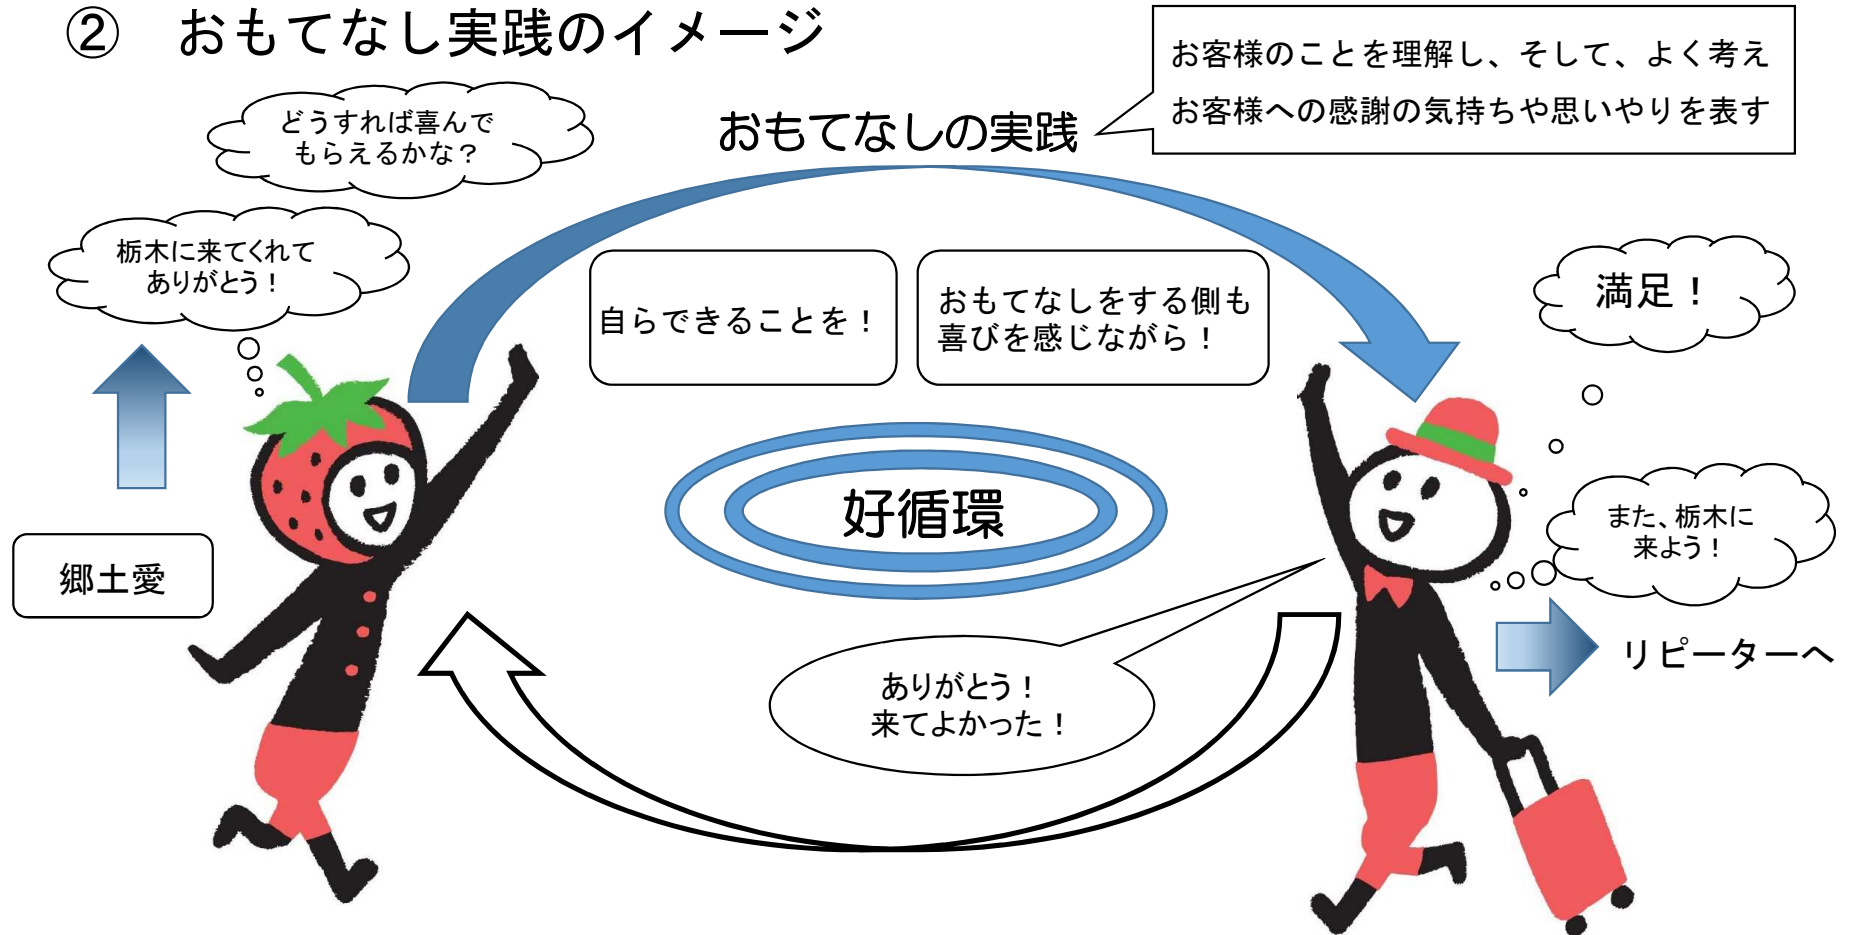 ② おもてなし実践のイメージ
お客様のことを理解し、そして、よく考え
お客様への感謝の気持ちや思いやりを表す
おもてなしの実践
どうすれば喜んで
もらえるかな？
栃木に来てくれて
ありがとう！
自らできることを！
おもてなしをする側も
喜びを感じながら！
満足！
好循環
また、栃木に
来よう！
郷土愛
リピーターへ
ありがとう！
来てよかった！